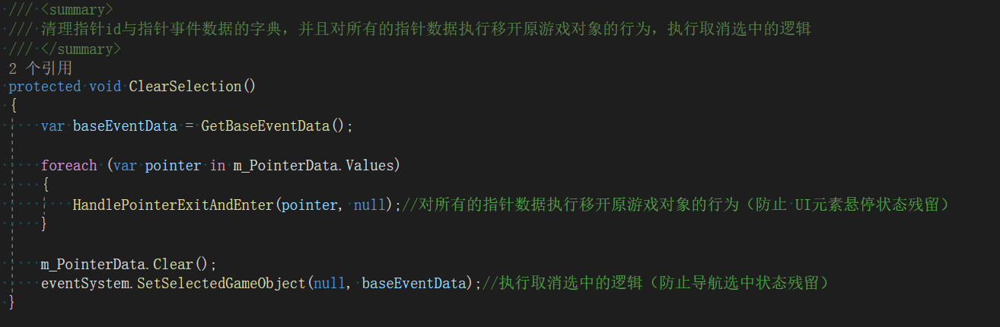 /// <summary>
/// 清理指针id与指针事件数据的字典，并且对所有的指针数据执行移开原游戏对象的行为，执行取消选中的逻辑
/// </summary>
2 个引用
protected void ClearSelection()
{
var baseEventData = GetBaseEventData();
foreach (var pointer in m_PointerData.Values)
{
HandlePointerExitAndEnter(pointer, null);//对所有的指针数据执行移开原游戏对象的行为（防止 UI元素悬停状态残留）
}
m_PointerData.Clear();
eventSystem.SetSelectedGameObject(null, baseEventData);//执行取消选中的逻辑（防止导航选中状态残留）
}